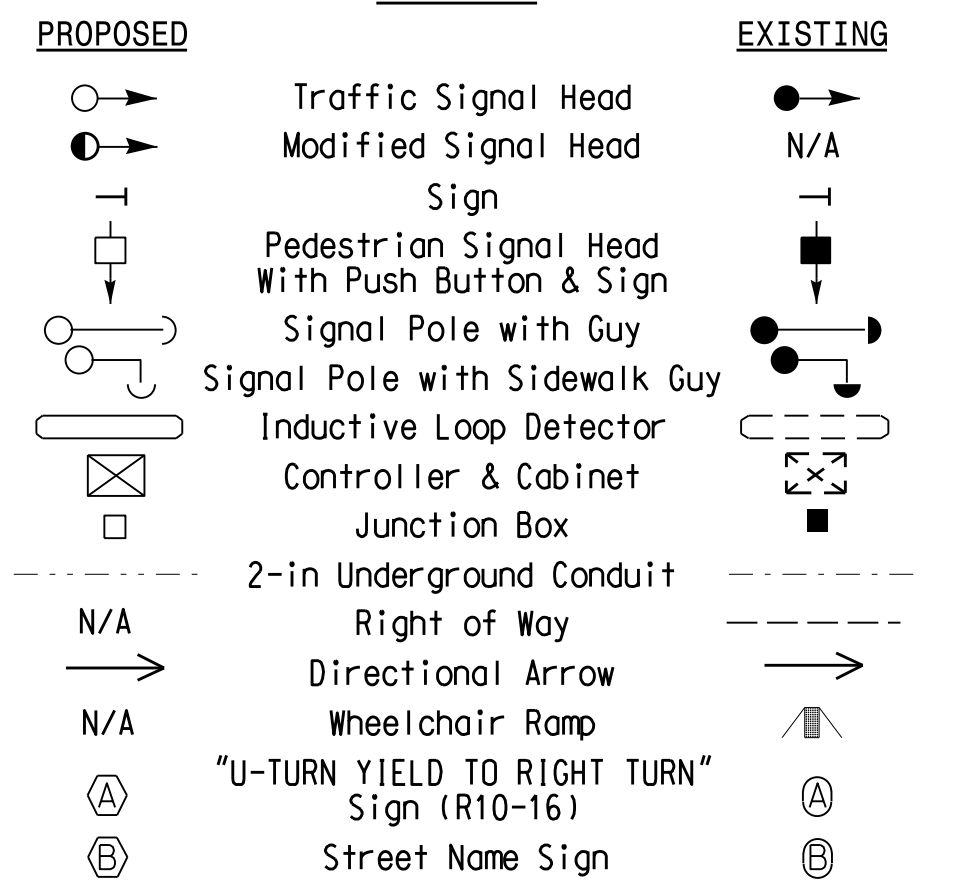 PROPOSED EXISTING
Traffic Signal Head
Modified Signal Head N/A
Sign
Pedestrian Signal Head
With Push Button & Sign
Signal Pole with Guy
Signal Pole with Sidewalk Guy
Inductive Loop Detector
Controller & Cabinet
Junction Box
2-in Underground Conduit
N/A Right of Way
Directional Arrow
N/A Wheelchair Ramp
"U-TURN YIELD TO RIGHT TURN"
A Sign (R10-16) A
B Street Name Sign B